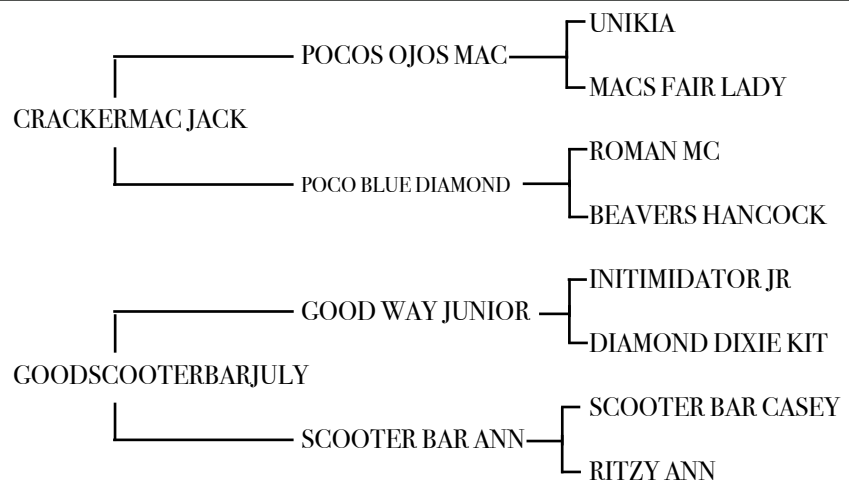 UNIKIA
POCOS OJOS MAC
MACS FAIR LADY
CRACKERMAC JACK
ROMAN MC
POCO BLUE DIAMOND
BEAVERS HANCOCK
INITIMIDATOR JR
GOOD WAY JUNIOR
DIAMOND DIXIE KIT
GOODSCOOTERBARJULY
SCOOTER BAR CASEY
SCOOTER BAR ANN
RITZY ANN